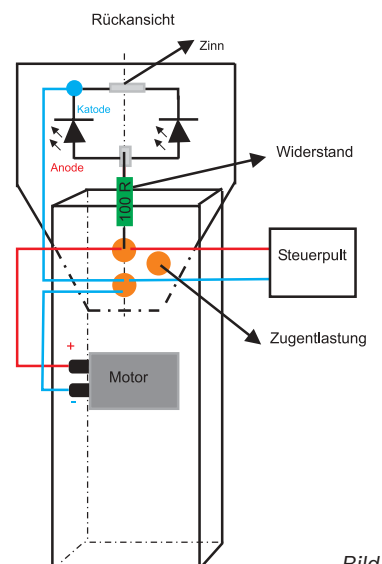 Rückansicht
Zinn
Katode
Anode
Widerstand
100 R
Steuerpult
Zugentlastung
+
Motor
-
Bild